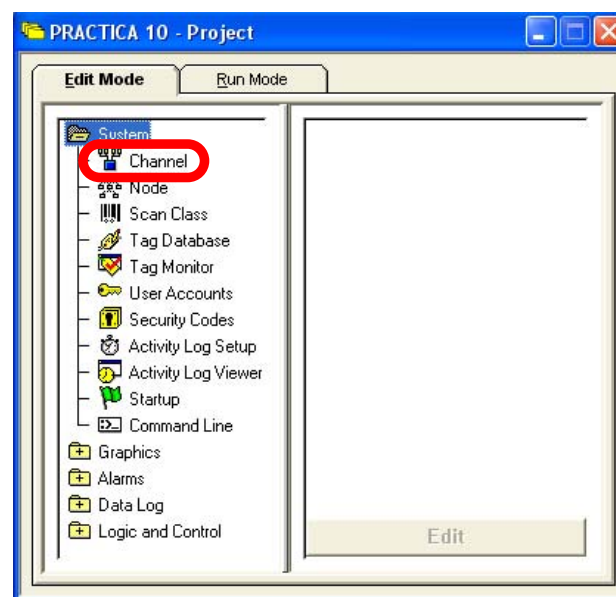 PRACTICA 10 - Project
Edit Mode
Run Mode
System
Channel
Node
Scan Class
Tag Database
Tag Monitor
User Accounts
Security Codes
Activity Log Setup
Activity Log Viewer
Startup
Command Line
Graphics
Alarms
Data Log
Logic and Control
Edit